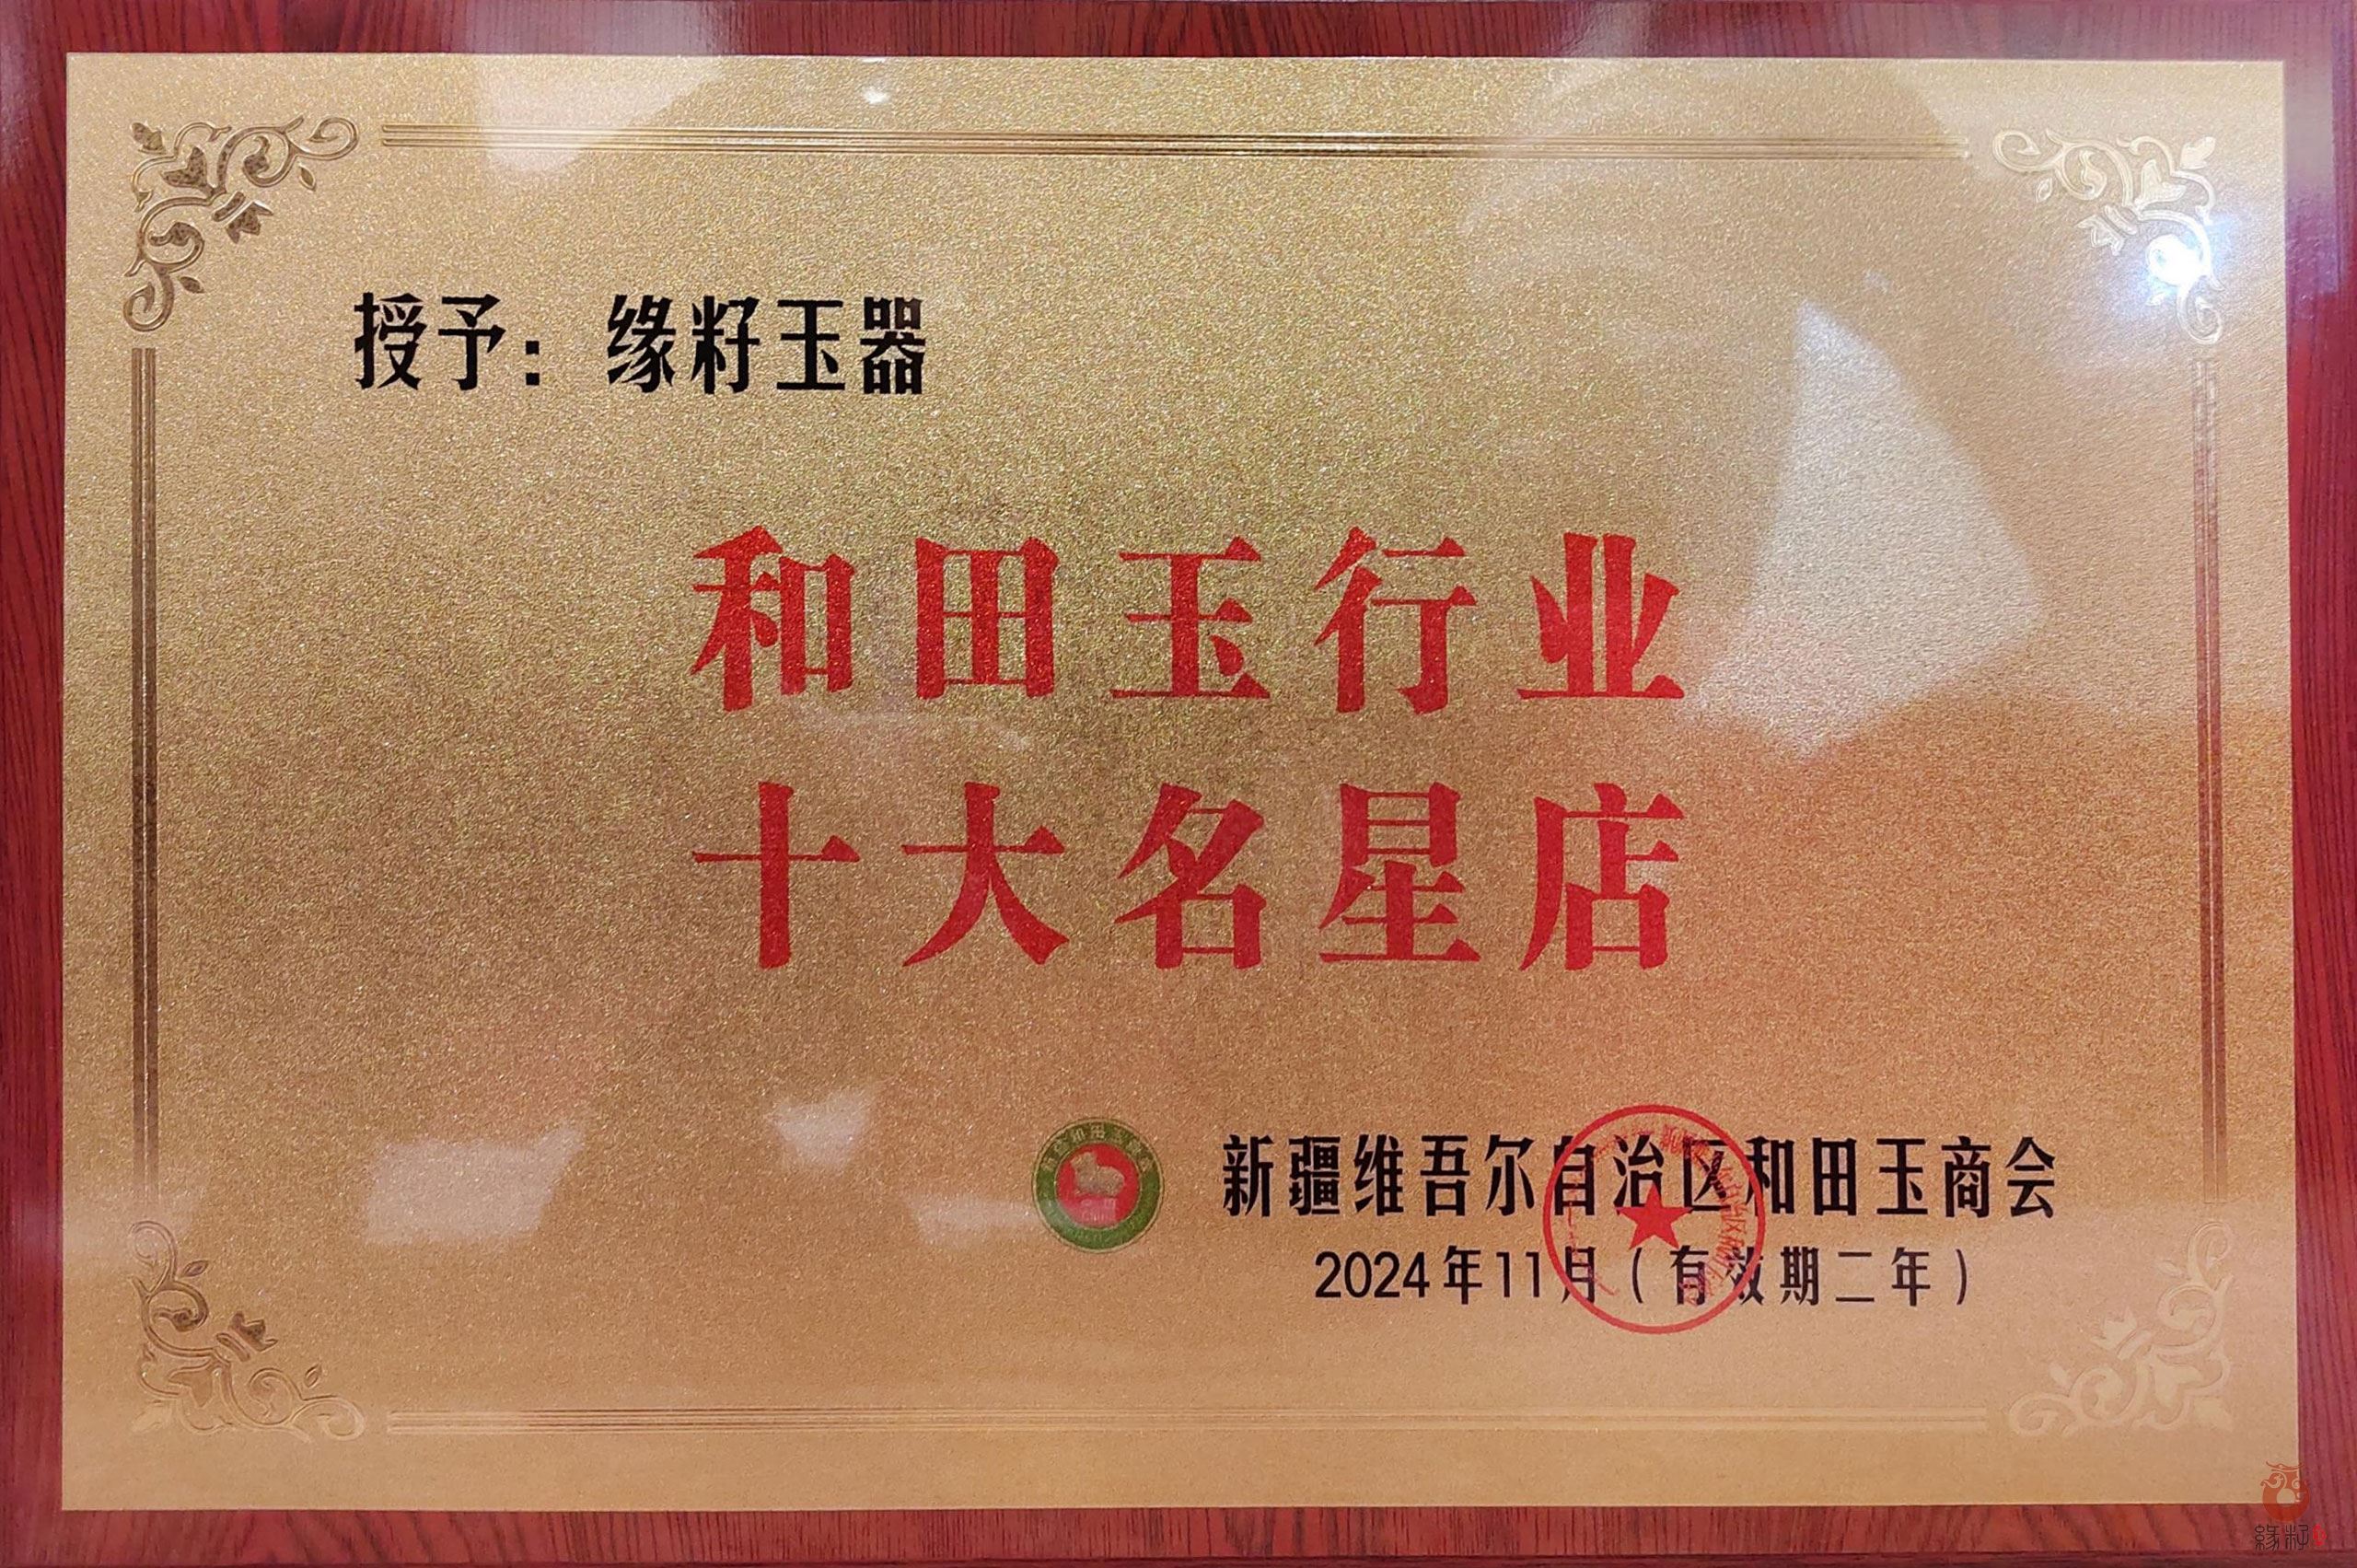 授予：缘籽玉器
和田玉行业
十大名星店
新疆维吾尔自治区和田玉商会
2024年11月（有效期二年）
緣籽